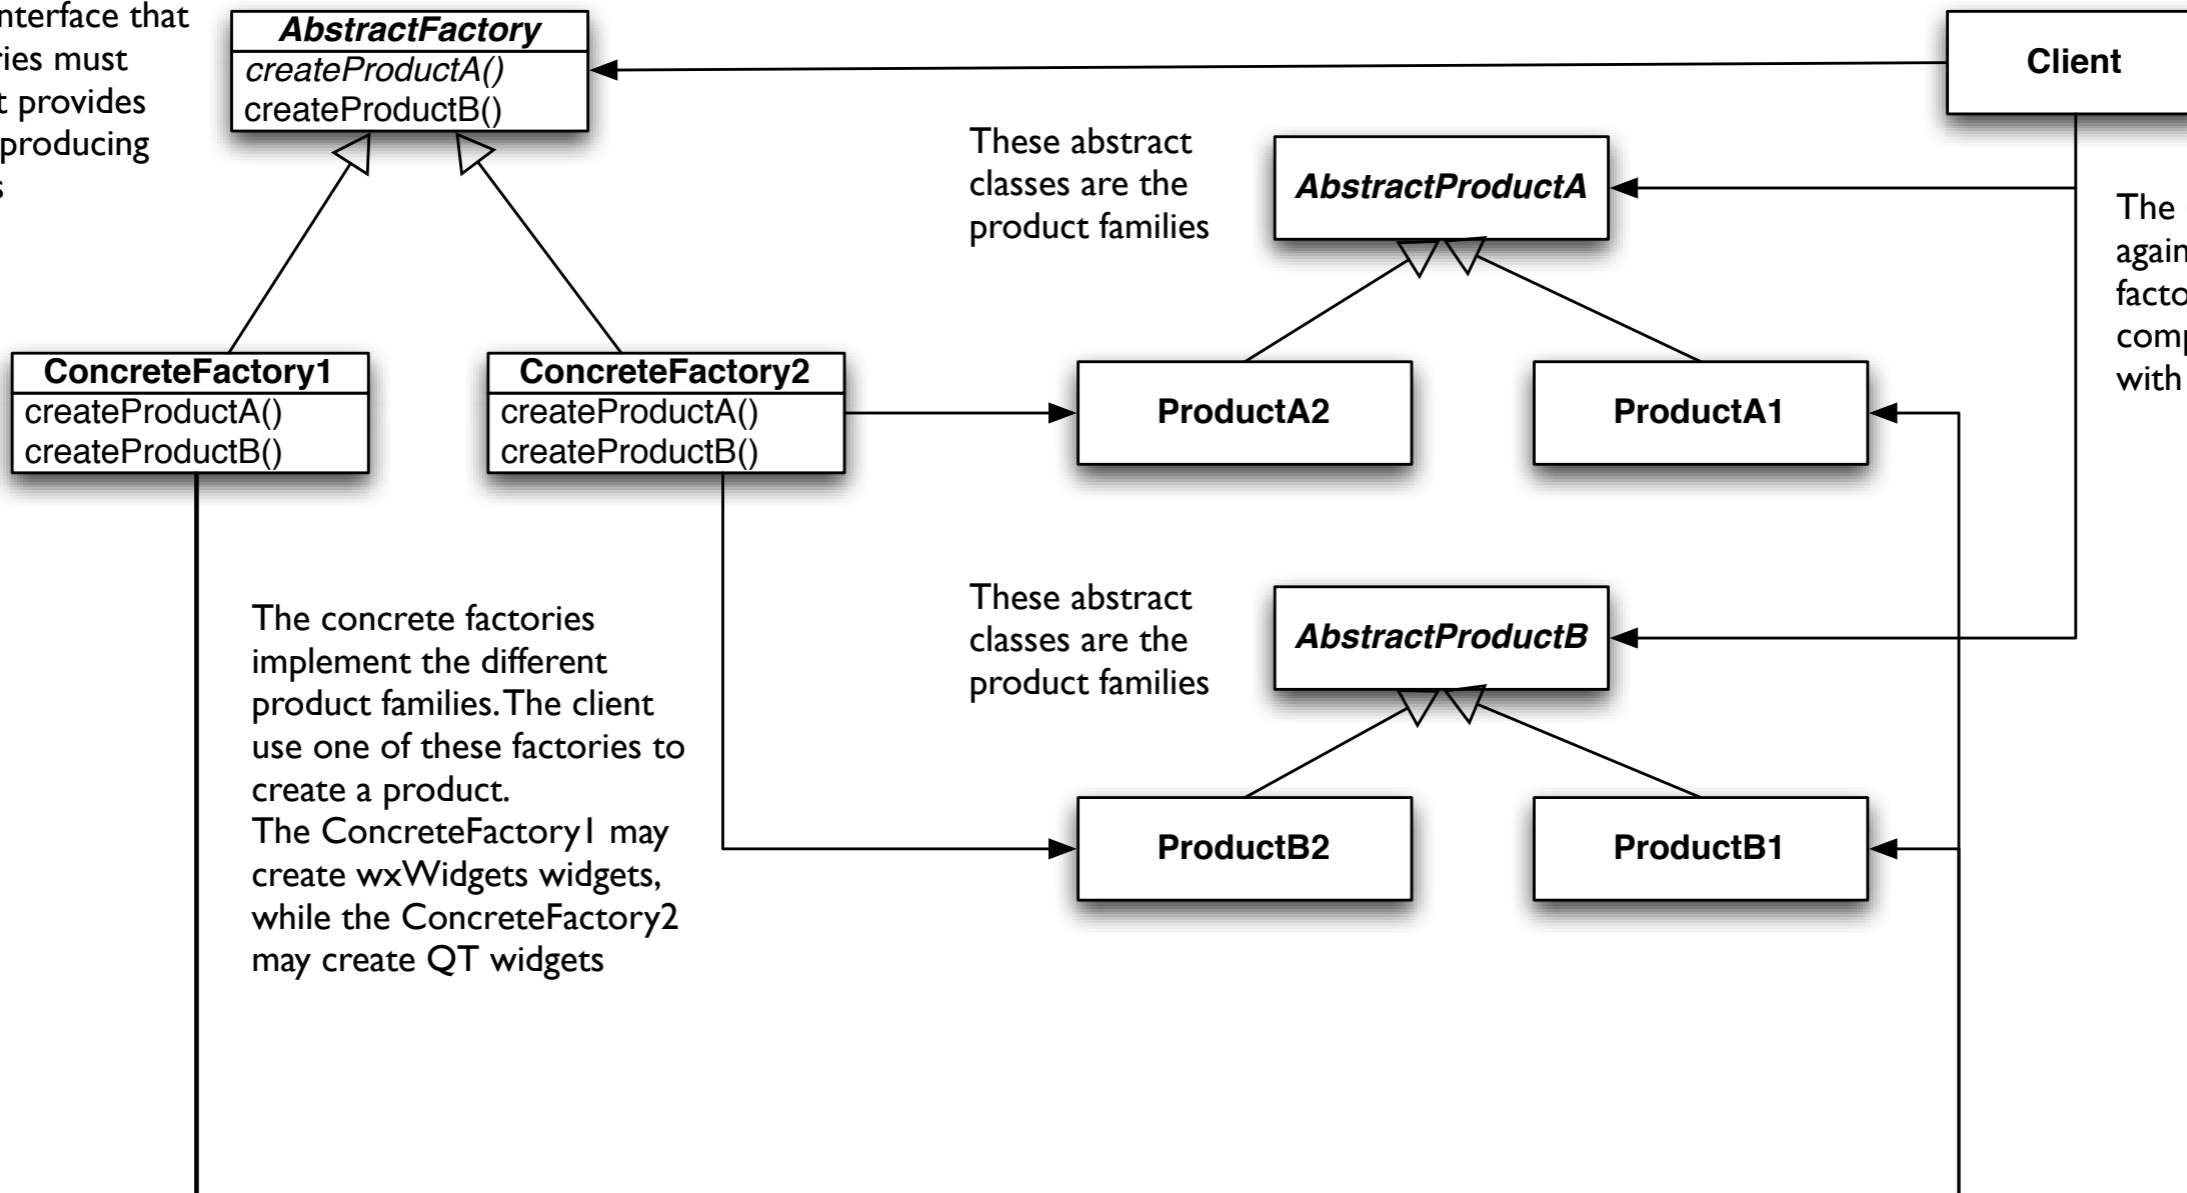 nterface that
ries must
t provides
producing
s
AbstractFactory
createProductA()
createProductB()
Client
These abstract
classes are the
product families
AbstractProductA
The
again
facto
comp
with
ConcreteFactory1
createProductA()
createProductB()
ConcreteFactory2
createProductA()
createProductB()
ProductA2
ProductA1
The concrete factories
implement the different
product families. The client
use one of these factories to
create a product.
The ConcreteFactory1 may
create wxWidgets widgets,
while the ConcreteFactory2
may create QT widgets
These abstract
classes are the
product families
AbstractProductB
ProductB2
ProductB1